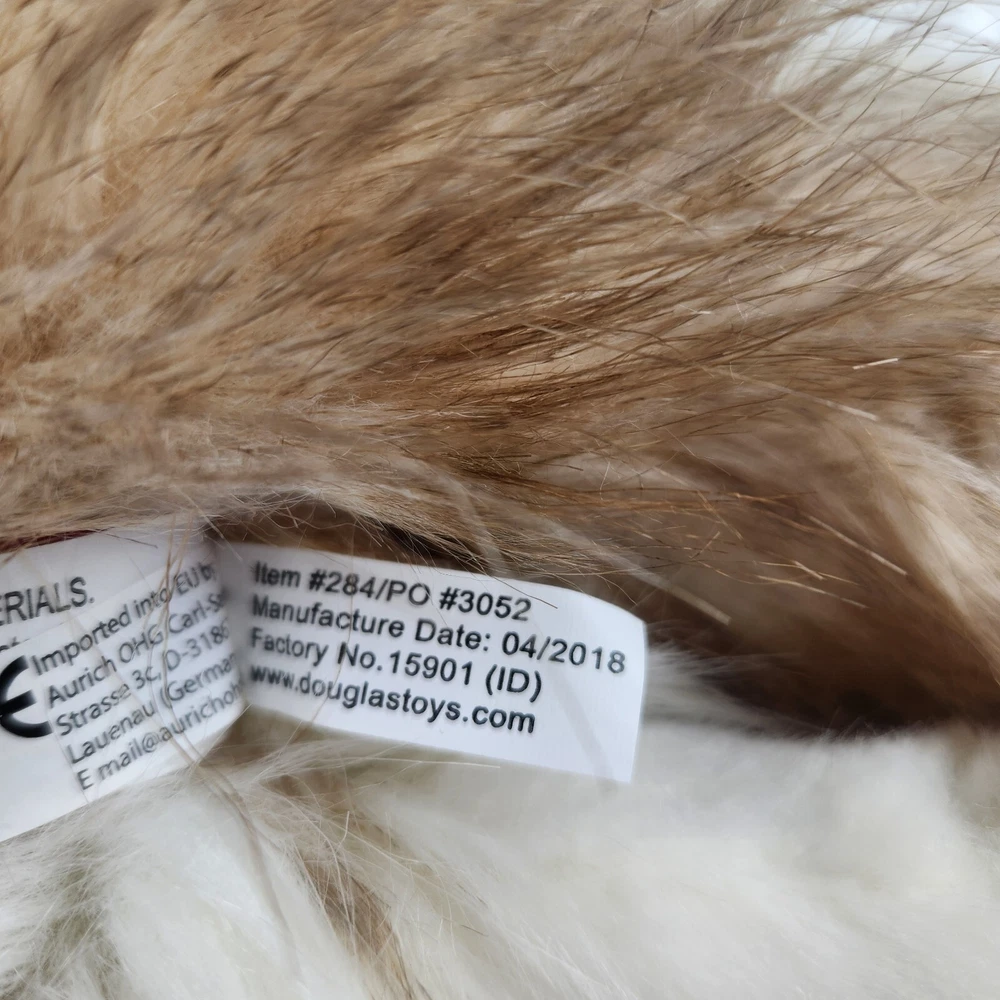 ERIALS.
Imported into EU by
Aurich OHG Carl-S
Strasse 3C, D-318
Lauenau (German
E mail@auricho
Item #284/PO #3052
Manufacture Date: 04/2018
Factory No.15901 (ID)
www.douglastoys.com